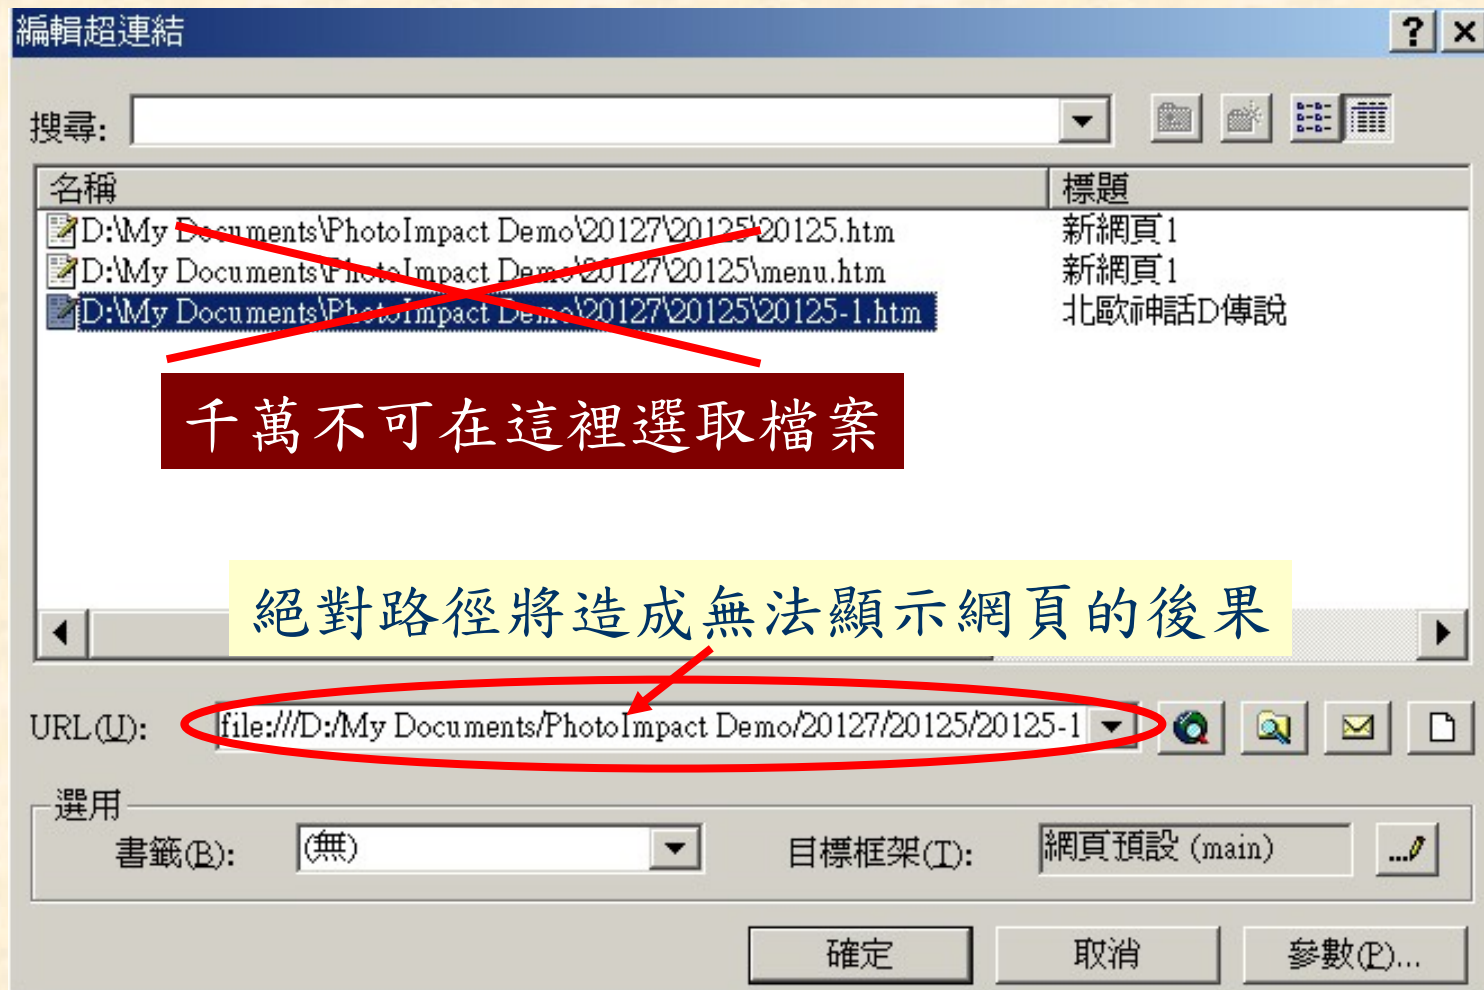 編輯超連結
搜尋:
名稱 標題
D:\My Documents\PhotoImpact Demo\20127\20125\20125.htm 新網頁1
D:\My Documents\PhotoImpact Demo\20127\20125\menu.htm 新網頁1
D:\My Documents\PhotoImpact Demo\20127\20125\20125-1.htm 北歐神話D傳說
千萬不可在這裡選取檔案
絕對路徑將造成無法顯示網頁的後果
URL(U): file:///D:/My Documents/PhotoImpact Demo/20127/20125/20125-1
選用
書籤(B): (無) 目標框架(T): 網頁預設 (main) ...
確定 取消 參數(P)...